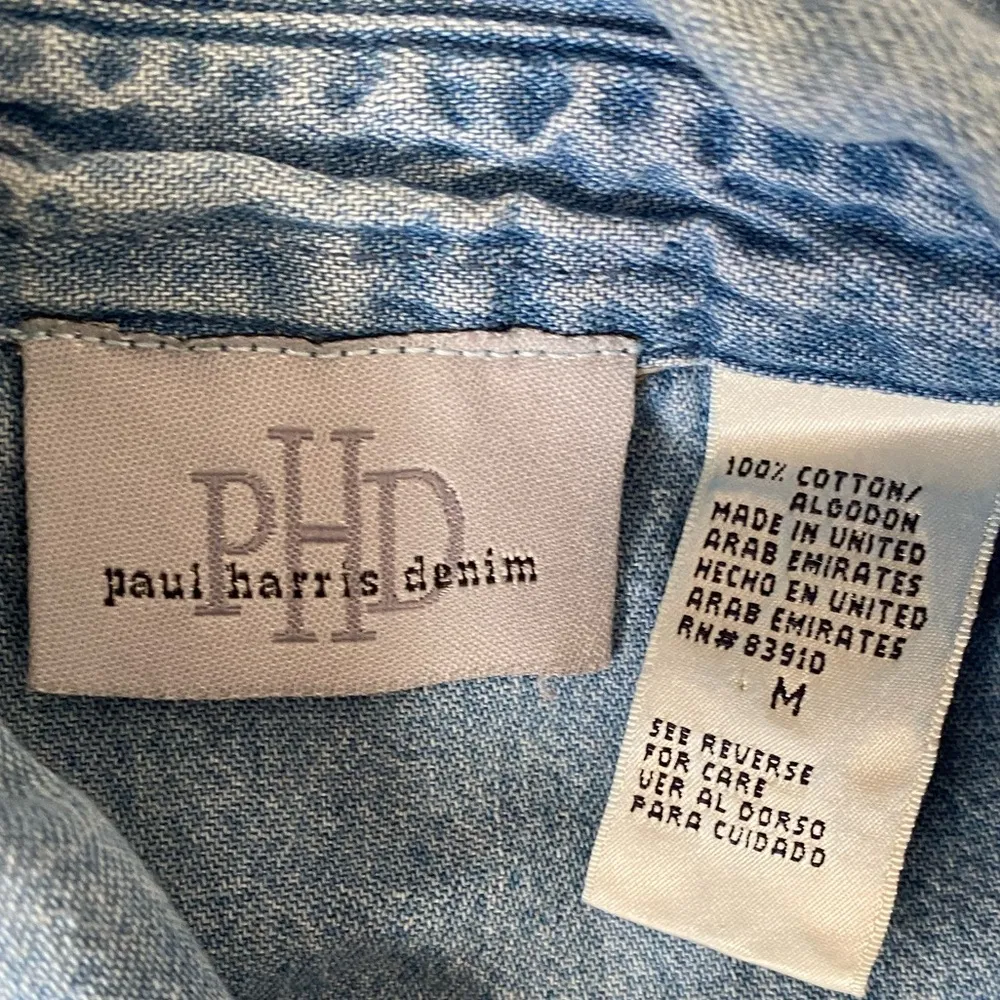 PHD
paul harris denim
100% COTTON/
ALGODON
MADE IN UNITED
ARAB EMIRATES
HECHO EN UNITED
ARAB EMIRATES
RN# 83910
M
SEE REVERSE
FOR CARE
VER AL DORSO
PARA CUIDADO